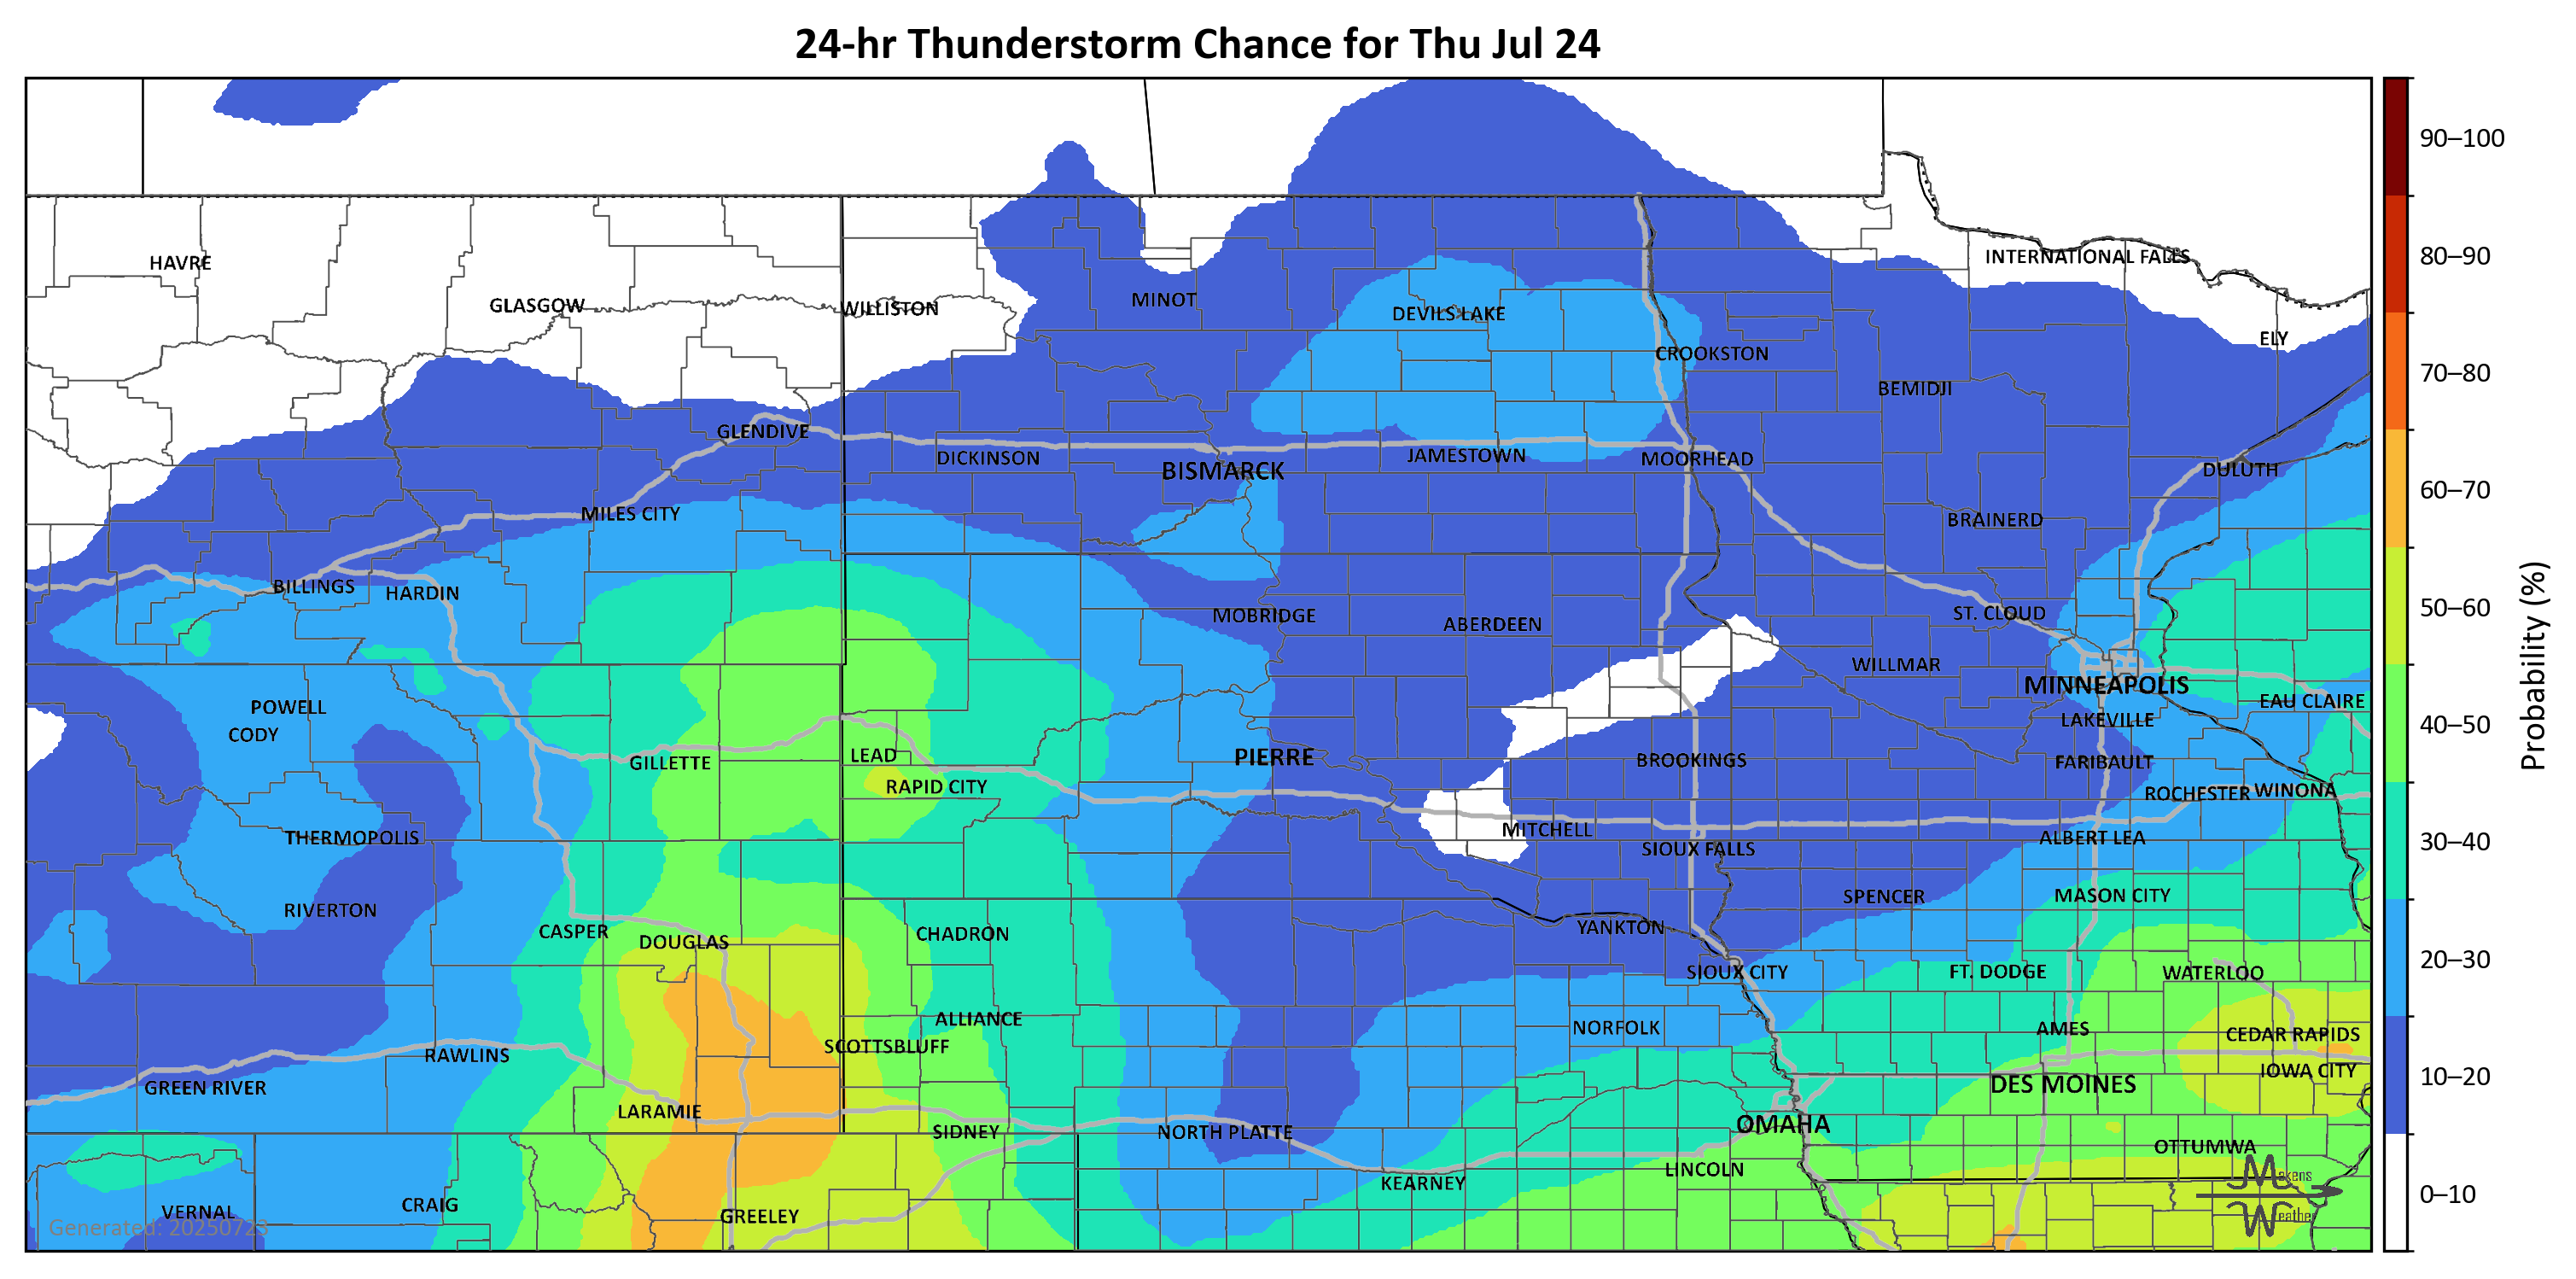 24-hr Thunderstorm Chance for Thu Jul 24
90–100
INTERNATIONAL FALLS
80–90
HAVRE
MINOT
GLASGOW
WILLISTON
DEVILS LAKE
ELY
CROOKSTON
70–80
BEMIDJI
GLENDIVE
DICKINSON
JAMESTOWN
MOORHEAD
BISMARCK
DULUTH
60–70
MILES CITY
BRAINERD
BILLINGS
HARDIN
50–60
MOBRIDGE
ST. CLOUD
ABERDEEN
WILLMAR
Probability (%)
MINNEAPOLIS
EAU CLAIRE
POWELL
LAKEVILLE
40–50
CODY
LEAD
PIERRE
BROOKINGS
GILLETTE
FARIBAULT
RAPID CITY
WINONA
ROCHESTER
MITCHELL
THERMOPOLIS
ALBERT LEA
30–40
SIOUX FALLS
SPENCER
MASON CITY
RIVERTON
YANKTON
CASPER
CHADRON
DOUGLAS
20–30
SIOUX CITY
FT. DODGE
WATERLOO
ALLIANCE
NORFOLK
AMES
CEDAR RAPIDS
SCOTTSBLUFF
RAWLINS
IOWA CITY
10–20
GREEN RIVER
DES MOINES
LARAMIE
OMAHA
SIDNEY
NORTH PLATTE
OTTUMWA
LINCOLN
Makens
KEARNEY
0–10
CRAIG
VERNAL
GREELEY
Weather
Generated: 20250723